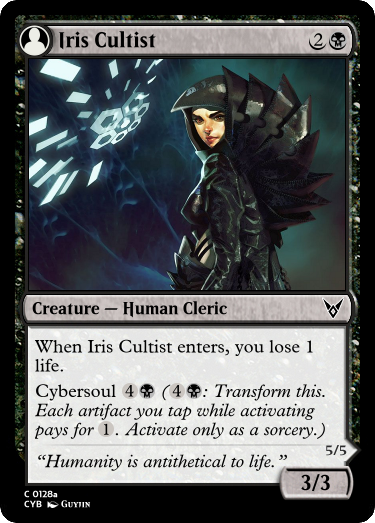 Iris Cultist 2
Creature — Human Cleric
When Iris Cultist enters, you lose 1
life.
Cybersoul 4 ( 4 : Transform this.
Each artifact you tap while activating
pays for 1 . Activate only as a sorcery.)
5/5
"Humanity is antithetical to life."
3/3
C 0128a
CYB Guyjin